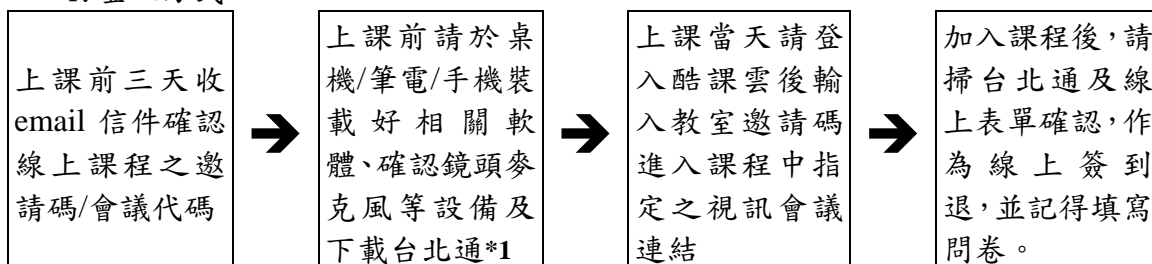 上課前三天收
email 信件確認
線上課程之邀
請碼/會議代碼
上課前請於桌
機/筆電/手機裝
載好相關軟
體、確認鏡頭麥
克風等設備及
下載台北通*1
上課當天請登
入酷課雲後輸
入教室邀請碼
進入課程中指
定之視訊會議
連結
加入課程後，請
掃台北通及線
上表單確認，作
為線上簽到
退，並記得填寫
問卷。